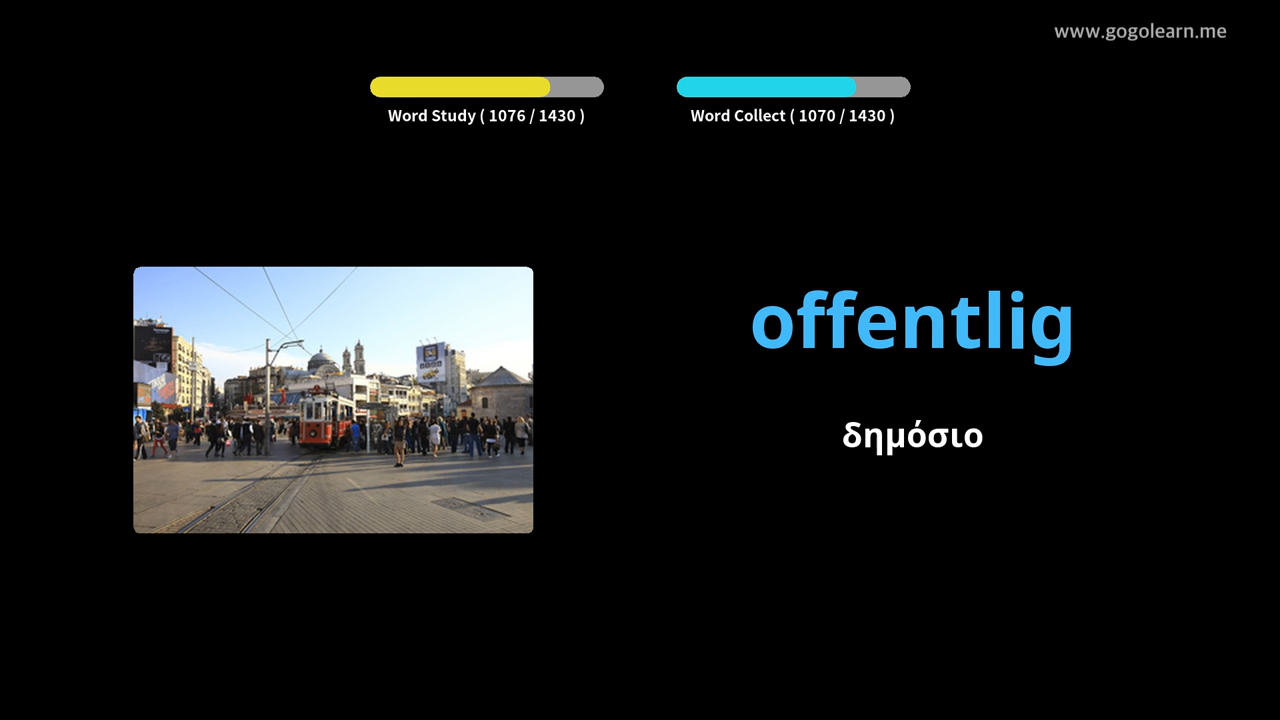 www.gogolearn.me
Word Study ( 1076 / 1430 )
Word Collect ( 1070 / 1430 )
offentlig
δημόσιο